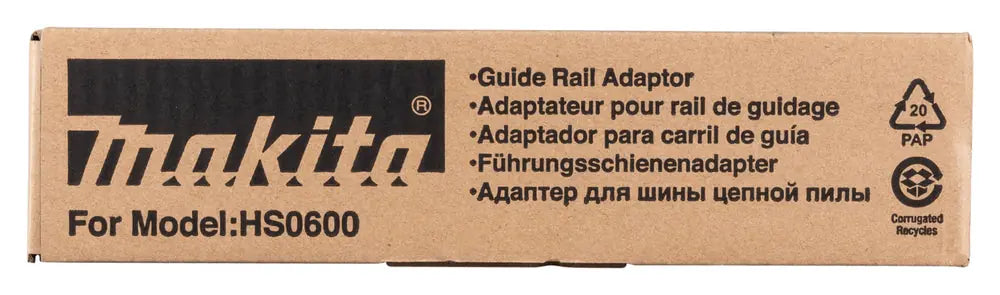 makita®
For Model:HS0600
•Guide Rail Adaptor
•Adaptateur pour rail de guidage
•Adaptador para carril de guía
•Führungsschienenadapter
•Адаптер для шины цепной пилы
20
PAP
Corrugated
Recycles